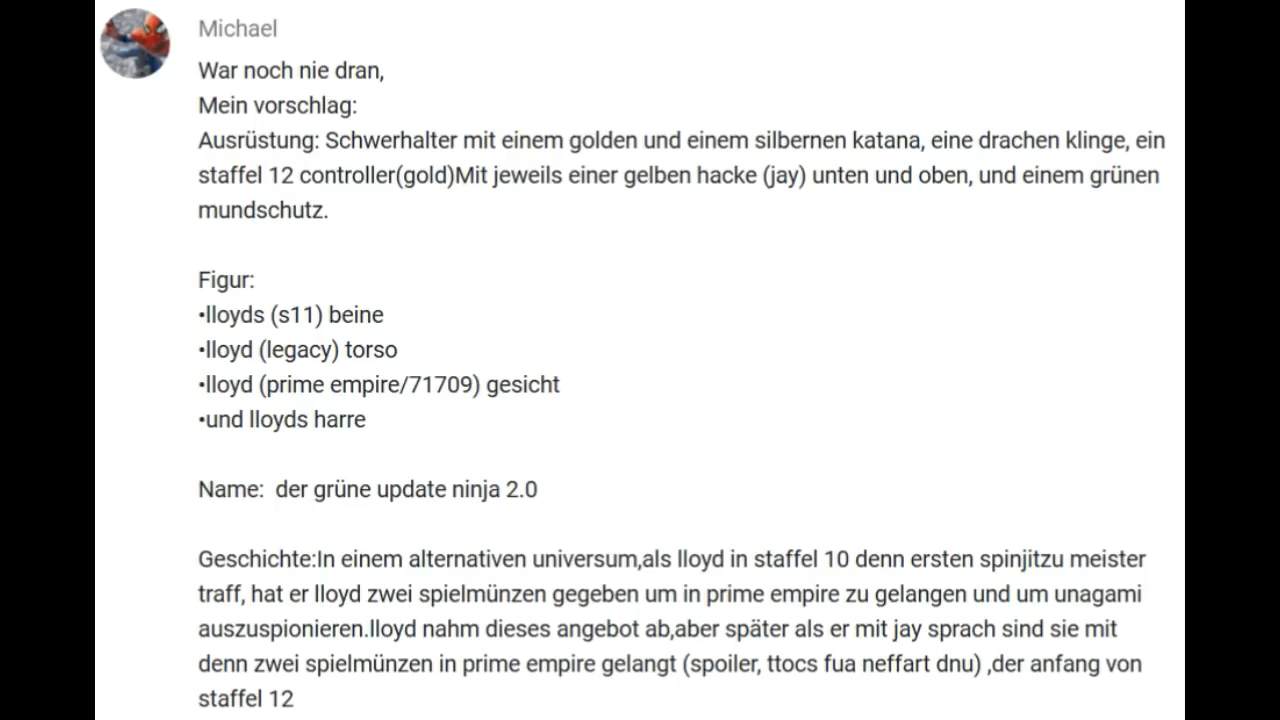 Michael
War noch nie dran,
Mein vorschlag:
Ausrüstung: Schwerhalter mit einem golden und einem silbernen katana, eine drachen klinge, ein
staffel 12 controller(gold)Mit jeweils einer gelben hacke (jay) unten und oben, und einem grünen
mundschutz.
Figur:
•lloyds (s11) beine
•lloyd (legacy) torso
•lloyd (prime empire/71709) gesicht
•und lloyds harre
Name:  der grüne update ninja 2.0
Geschichte:In einem alternativen universum,als lloyd in staffel 10 denn ersten spinjitzu meister
traff, hat er lloyd zwei spielmünzen gegeben um in prime empire zu gelangen und um unagami
auszuspionieren.lloyd nahm dieses angebot ab,aber später als er mit jay sprach sind sie mit
denn zwei spielmünzen in prime empire gelangt (spoiler, ttocs fua neffart dnu) ,der anfang von
staffel 12